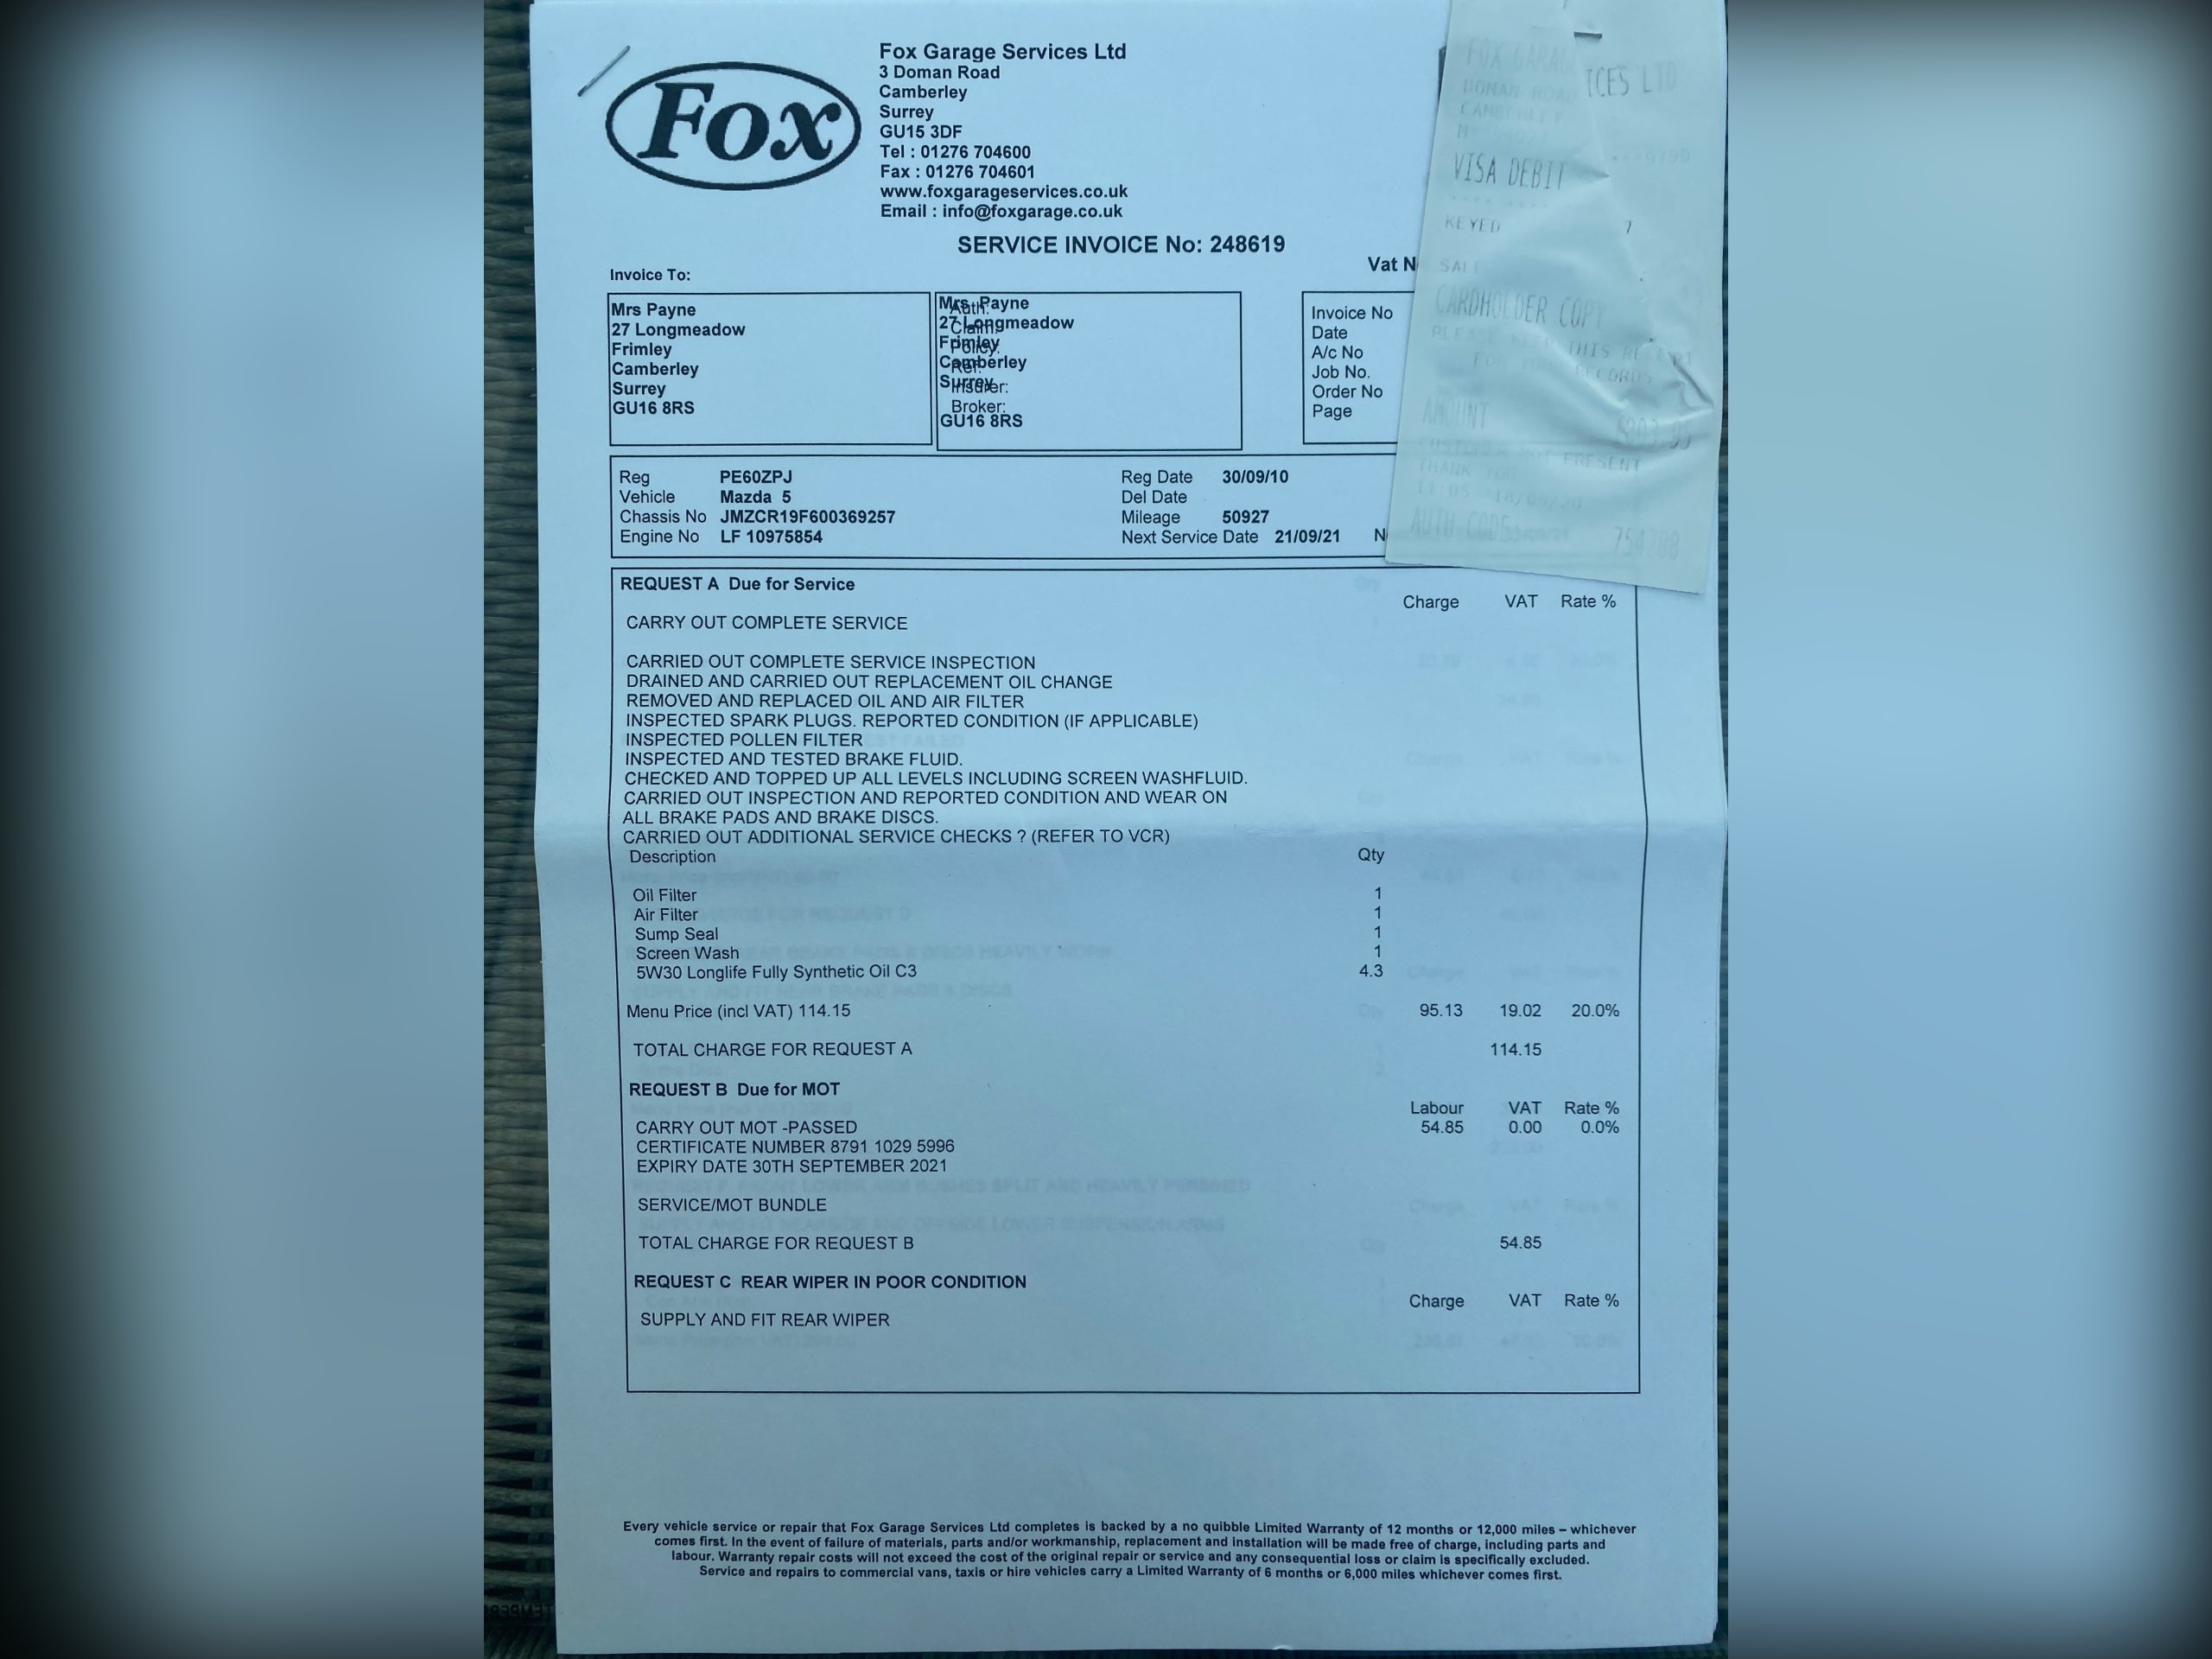 Fox
Fox Garage Services Ltd
3 Doman Road
Camberley
Surrey
GU15 3DF
Tel : 01276 704600
Fax : 01276 704601
www.foxgarageservices.co.uk
Email : info@foxgarage.co.uk
SERVICE INVOICE No: 248619
Vat N
Invoice To:
Mrs Payne
27 Longmeadow
Frimley
Camberley
Surrey
GU16 8RS
Mrs Payne
Auth:
27 Longmeadow
Claim:
Frimley
Policy:
Camberley
Ref:
Surrey
Insurer:
Broker:
GU16 8RS
Invoice No
Date
A/c No
Job No.
Order No
Page
ICES LTD
VISA DEBIT
KEYED
CARDHOLDER COPY
THIS
RECORDS
AMOUNT
PRESENT
THANK YOU
AUTH CODE
Reg PE60ZPJ Reg Date 30/09/10
Vehicle Mazda 5 Del Date
Chassis No JMZCR19F600369257 Mileage 50927
Engine No LF 10975854 Next Service Date 21/09/21 N
REQUEST A Due for Service
Charge VAT Rate %
CARRY OUT COMPLETE SERVICE
CARRIED OUT COMPLETE SERVICE INSPECTION
DRAINED AND CARRIED OUT REPLACEMENT OIL CHANGE
REMOVED AND REPLACED OIL AND AIR FILTER
INSPECTED SPARK PLUGS. REPORTED CONDITION (IF APPLICABLE)
INSPECTED POLLEN FILTER
INSPECTED AND TESTED BRAKE FLUID.
CHECKED AND TOPPED UP ALL LEVELS INCLUDING SCREEN WASHFLUID.
CARRIED OUT INSPECTION AND REPORTED CONDITION AND WEAR ON
ALL BRAKE PADS AND BRAKE DISCS.
CARRIED OUT ADDITIONAL SERVICE CHECKS ? (REFER TO VCR)
Description Qty
Oil Filter 1
Air Filter 1
Sump Seal 1
Screen Wash 1
5W30 Longlife Fully Synthetic Oil C3 4.3
Menu Price (incl VAT) 114.15 95.13 19.02 20.0%
TOTAL CHARGE FOR REQUEST A 114.15
REQUEST B Due for MOT
Labour VAT Rate %
CARRY OUT MOT -PASSED 54.85 0.00 0.0%
CERTIFICATE NUMBER 8791 1029 5996
EXPIRY DATE 30TH SEPTEMBER 2021
SERVICE/MOT BUNDLE
TOTAL CHARGE FOR REQUEST B 54.85
REQUEST C REAR WIPER IN POOR CONDITION
Charge VAT Rate %
SUPPLY AND FIT REAR WIPER
Every vehicle service or repair that Fox Garage Services Ltd completes is backed by a no quibble Limited Warranty of 12 months or 12,000 miles – whichever
comes first. In the event of failure of materials, parts and/or workmanship, replacement and installation will be made free of charge, including parts and
labour. Warranty repair costs will not exceed the cost of the original repair or service and any consequential loss or claim is specifically excluded.
Service and repairs to commercial vans, taxis or hire vehicles carry a Limited Warranty of 6 months or 6,000 miles whichever comes first.